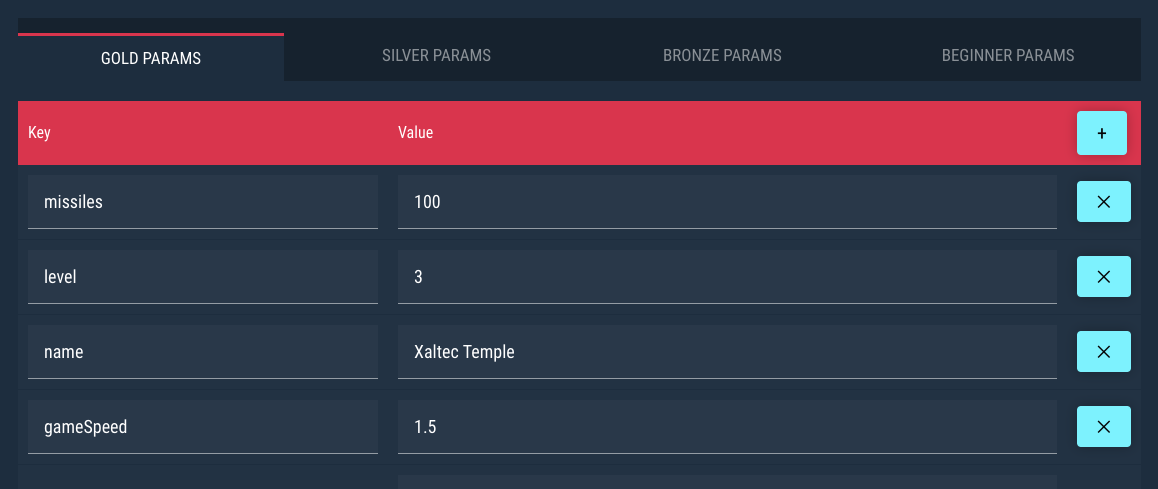 GOLD PARAMS SILVER PARAMS BRONZE PARAMS BEGINNER PARAMS
Key Value +
missiles 100
level 3
name Xaltec Temple
gameSpeed 1.5